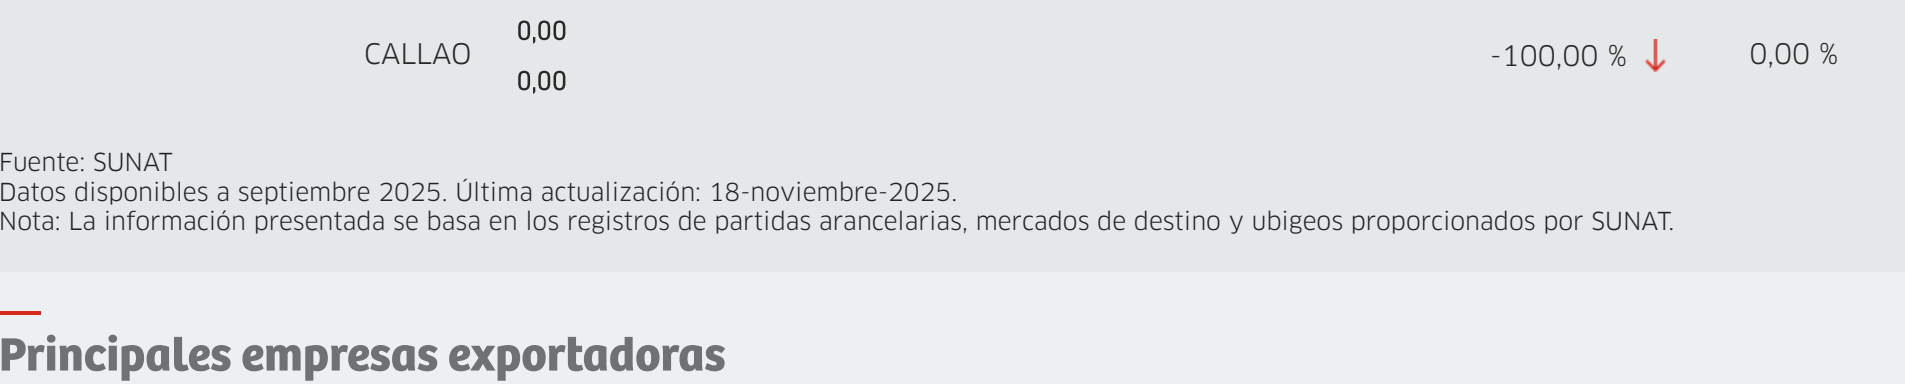 0,00
CALLAO
0,00
-100,00 %
0,00 %
Fuente: SUNAT
Datos disponibles a septiembre 2025. Última actualización: 18-noviembre-2025.
Nota: La información presentada se basa en los registros de partidas arancelarias, mercados de destino y ubigeos proporcionados por SUNAT.
Principales empresas exportadoras